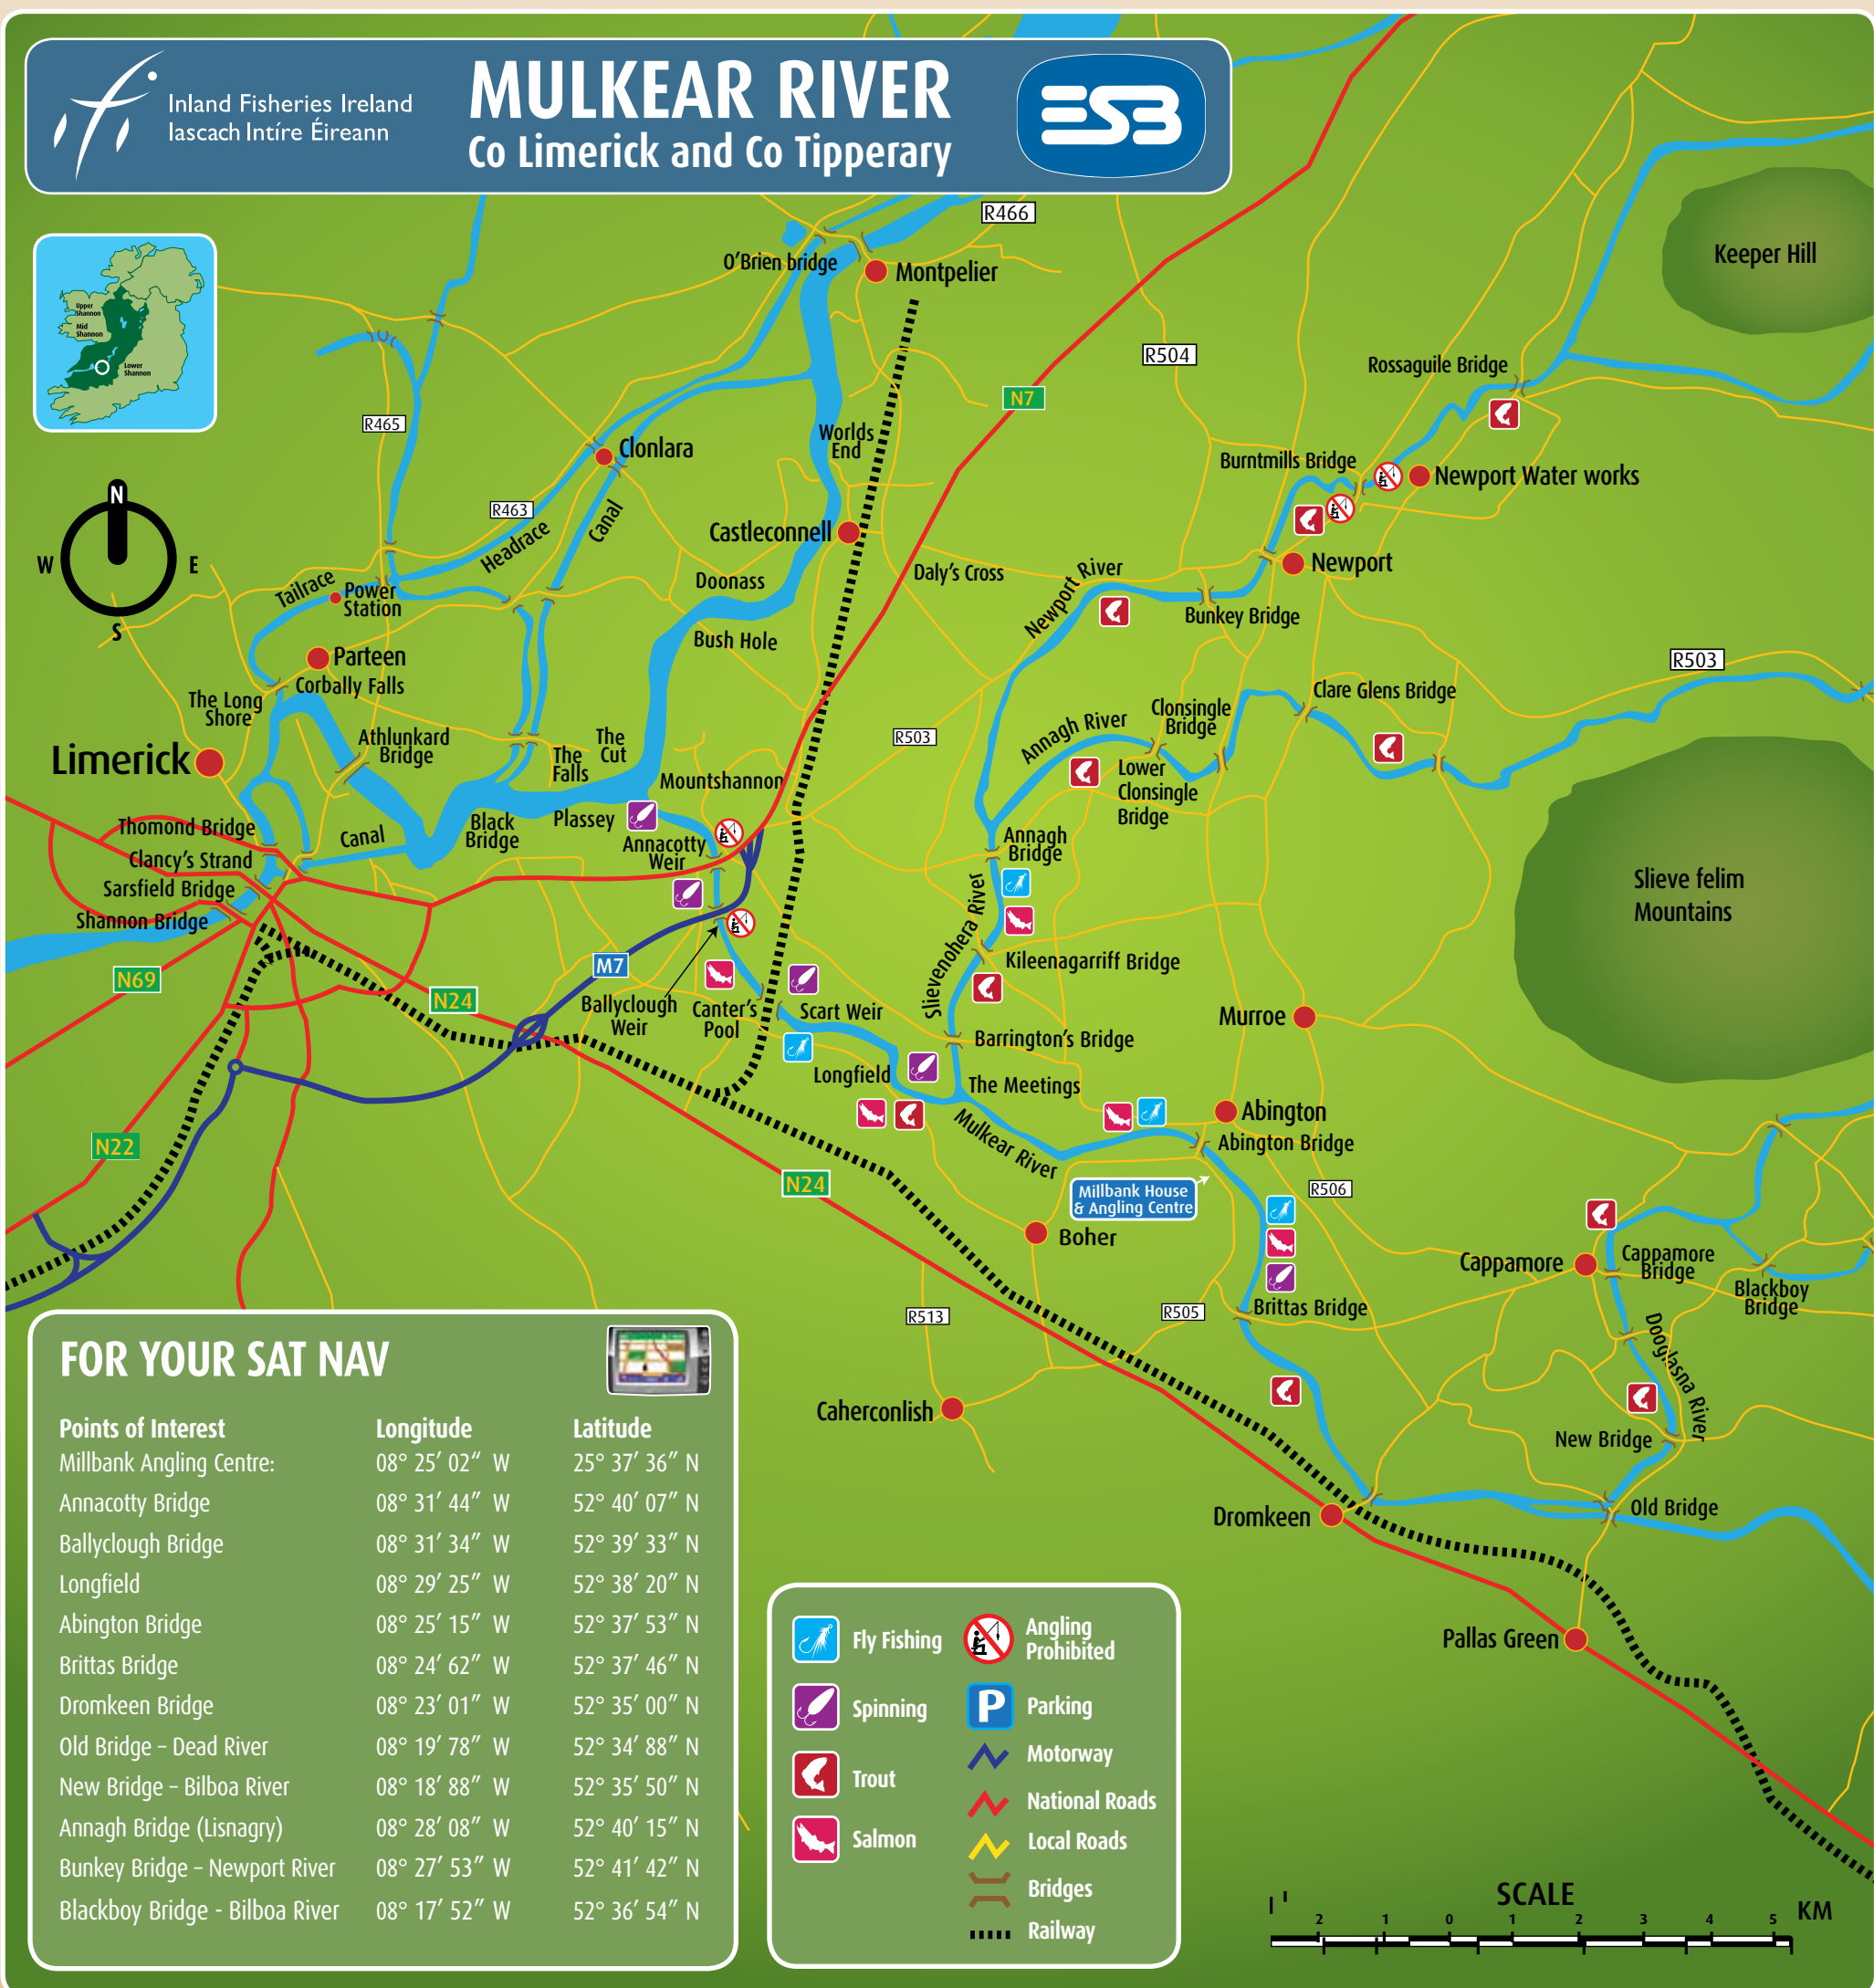 Inland Fisheries Ireland
Iascach Intíre Éireann
MULKEAR RIVER
Co Limerick and Co Tipperary
ESB
R466
O'Brien bridge
Montpelier
Keeper Hill
Upper
Shannon
Mid
Shannon
Lower
Shannon
R504
Rossaguile Bridge
N7
R465
Worlds
End
Clonlara
Burntmills Bridge
Newport Water works
N
W
E
S
R463
Headrace
Canal
Castleconnell
Newport
Daly's Cross
Newport River
Doonass
Tailrace
Power
Station
Bunkey Bridge
Bush Hole
Parteen
Corbally Falls
R503
The Long
Shore
Clare Glens Bridge
Clonsingle
Bridge
Annagh River
R503
Athlunkard
Bridge
The
Cut
The
Falls
Limerick
Mountshannon
Lower
Clonsingle
Bridge
Thomond Bridge
Canal
Black
Bridge
Plassey
Annacotty
Weir
Annagh
Bridge
Clancy's Strand
Sarsfield Bridge
Shannon Bridge
Slieve felim
Mountains
Slievenohera River
Kileenagarriff Bridge
N69
M7
N24
Ballyclough
Weir
Canter's
Pool
Scart Weir
Murroe
Barrington's Bridge
Longfield
The Meetings
Abington
Mulkear River
Abington Bridge
N22
N24
Millbank House
& Angling Centre
R506
Boher
Cappamore
Cappamore
Bridge
Blackboy
Bridge
R513
R505
Brittas Bridge
Dooglasna River
Caherconlish
New Bridge
Dromkeen
Old Bridge
Pallas Green
FOR YOUR SAT NAV
Points of Interest Longitude Latitude
Millbank Angling Centre: 08° 25′ 02“ W 25° 37′ 36″ N
Annacotty Bridge 08° 31′ 44″ W 52° 40′ 07″ N
Ballyclough Bridge 08° 31′ 34″ W 52° 39′ 33″ N
Longfield 08° 29′ 25″ W 52° 38′ 20″ N
Abington Bridge 08° 25′ 15″ W 52° 37′ 53″ N
Brittas Bridge 08° 24′ 62″ W 52° 37′ 46″ N
Dromkeen Bridge 08° 23′ 01″ W 52° 35′ 00″ N
Old Bridge – Dead River 08° 19′ 78″ W 52° 34′ 88″ N
New Bridge – Bilboa River 08° 18′ 88″ W 52° 35′ 50″ N
Annagh Bridge (Lisnagry) 08° 28′ 08″ W 52° 40′ 15″ N
Bunkey Bridge – Newport River 08° 27′ 53″ W 52° 41′ 42″ N
Blackboy Bridge - Bilboa River 08° 17′ 52″ W 52° 36′ 54″ N
Fly Fishing
Spinning
Trout
Salmon
Angling
Prohibited
P Parking
Motorway
National Roads
Local Roads
Bridges
Railway
SCALE
2 1 0 1 2 3 4 5 KM